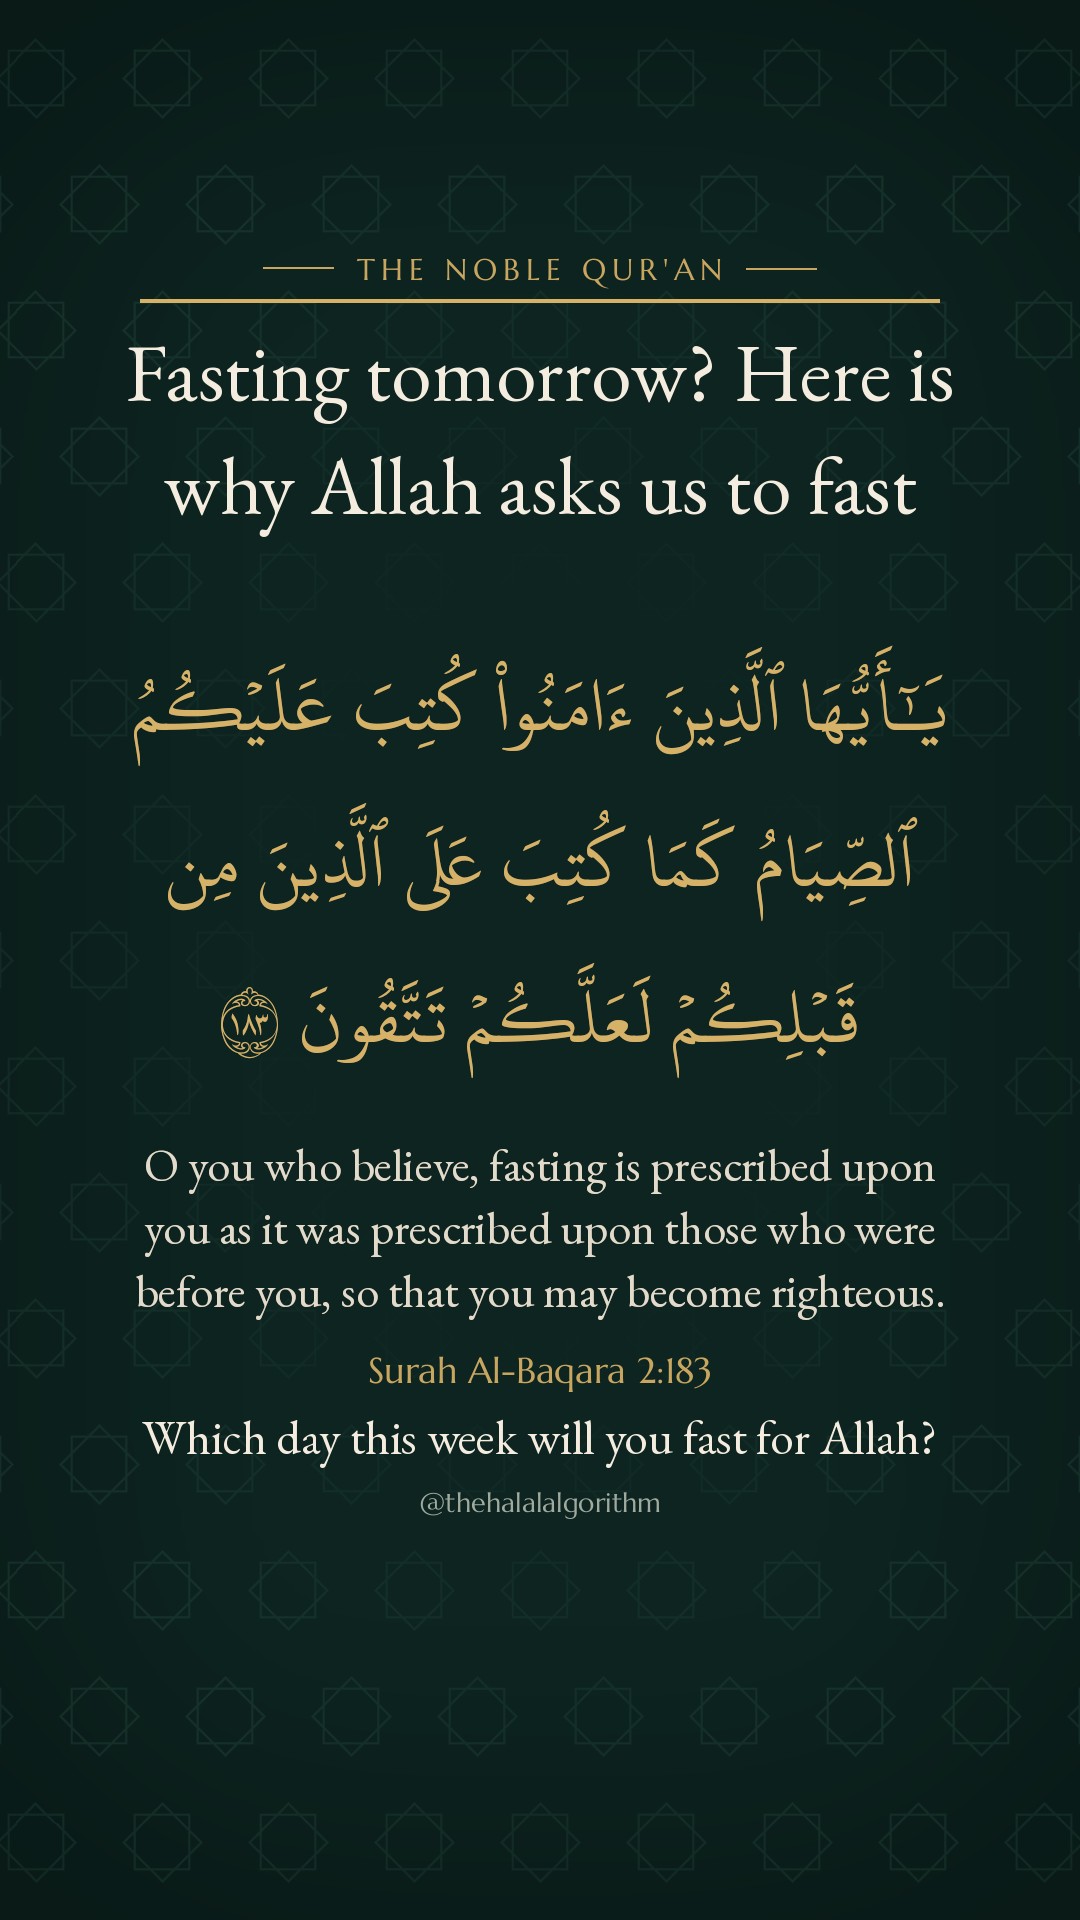 THE NOBLE QUR'AN
Fasting tomorrow? Here is
why Allah asks us to fast
يَـٰٓأَيُّهَا ٱلَّذِينَ ءَامَنُوا۟ كُتِبَ عَلَيْكُمُ
ٱلصِّيَامُ كَمَا كُتِبَ عَلَى ٱلَّذِينَ مِن
قَبْلِكُمْ لَعَلَّكُمْ تَتَّقُونَ ١٨٣
O you who believe, fasting is prescribed upon
you as it was prescribed upon those who were
before you, so that you may become righteous.
Surah Al-Baqara 2:183
Which day this week will you fast for Allah?
@thehalalalgorithm